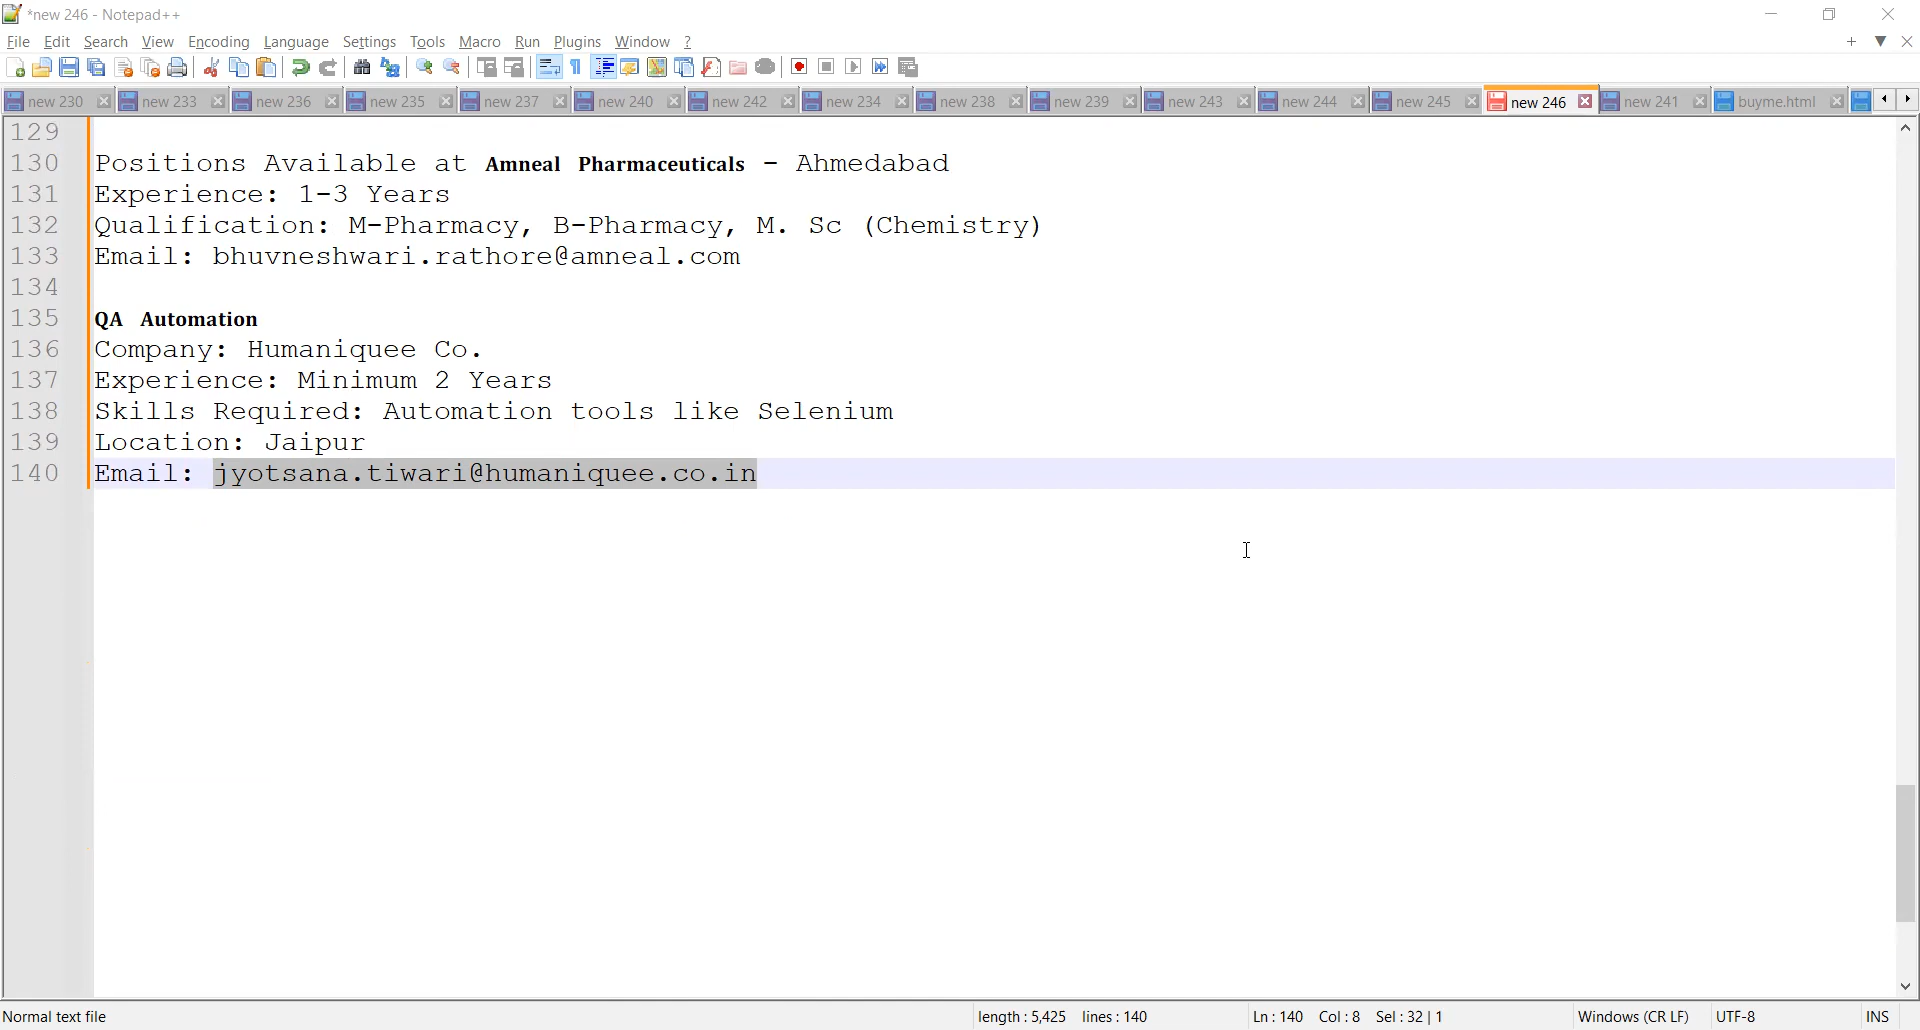 *new 246 - Notepad++
File Edit Search View Encoding Language Settings Tools Macro Run Plugins Window ?
new 230 new 233 new 236 new 235 new 237 new 240 new 242 new 234 new 238 new 239 new 243 new 244 new 245 new 246 new 241 buyme.html
129
130 Positions Available at Amneal Pharmaceuticals - Ahmedabad
131 Experience: 1-3 Years
132 Qualification: M-Pharmacy, B-Pharmacy, M. Sc (Chemistry)
133 Email: bhuvneshwari.rathore@amneal.com
134
135 QA Automation
136 Company: Humaniquee Co.
137 Experience: Minimum 2 Years
138 Skills Required: Automation tools like Selenium
139 Location: Jaipur
140 Email: jyotsana.tiwari@humaniquee.co.in
Normal text file length : 5,425 lines : 140 Ln : 140 Col : 8 Sel : 32 | 1 Windows (CR LF) UTF-8 INS